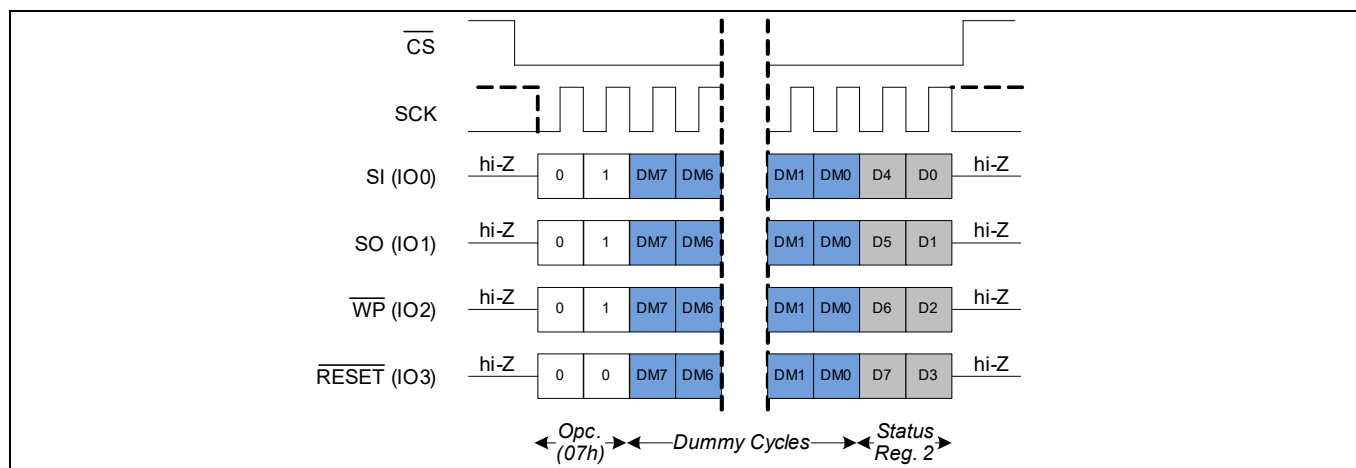 CS
SCK
SI (IO0) hi-Z 0 1 DM7 DM6 DM1 DM0 D4 D0 hi-Z
SO (IO1) hi-Z 0 1 DM7 DM6 DM1 DM0 D5 D1 hi-Z
WP (IO2) hi-Z 0 1 DM7 DM6 DM1 DM0 D6 D2 hi-Z
RESET (IO3) hi-Z 0 0 DM7 DM6 DM1 DM0 D7 D3 hi-Z
Opc. (07h)
Dummy Cycles
Status Reg. 2